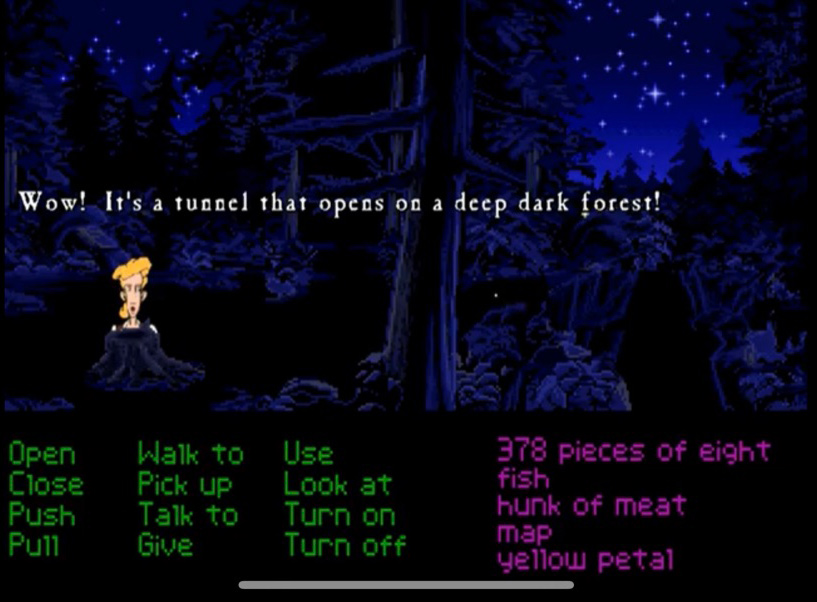 Wow! It's a tunnel that opens on a deep dark forest!
Open Walk to Use 378 pieces of eight
Close Pick up Look at fish
Push Talk to Turn on hunk of meat
Pull Give Turn off map
yellow petal